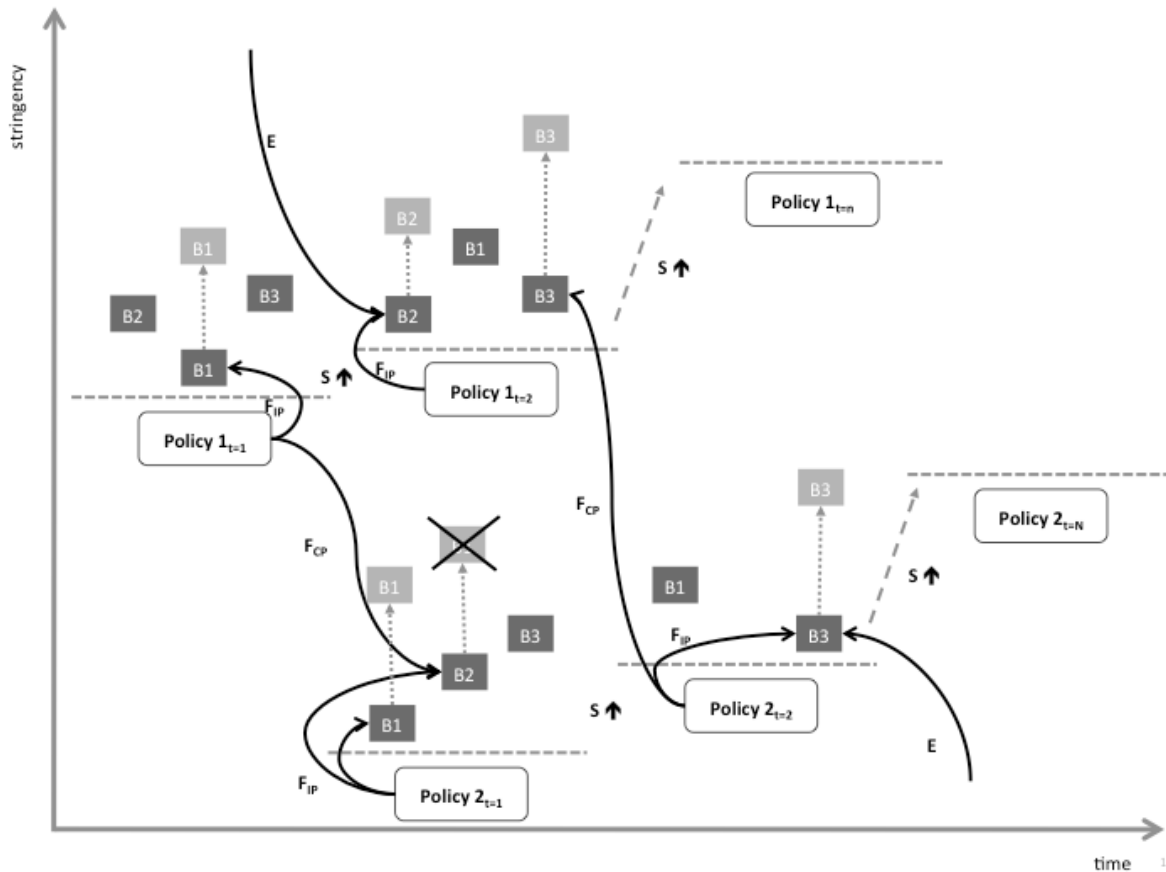 stringency
E
B3
Policy 1t=n
B2
B1
B1
S ↑
B3
B3
B2
B2
B1
S ↑
FIP
Policy 1t=2
FIP
Policy 1t=1
B3
FCP
Policy 2t=N
FCP
B1
B1
S ↑
B3
FIP
B3
B2
S ↑
Policy 2t=2
B1
E
FIP
Policy 2t=1
time
1